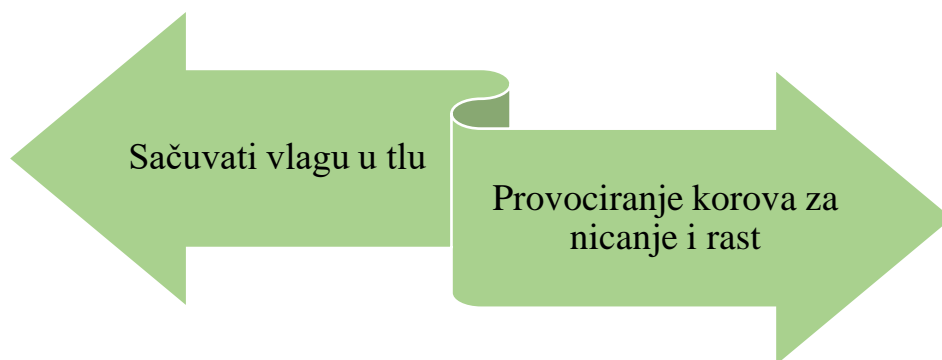 Sačuvati vlagu u tlu
Provociranje korova za
nicanje i rast